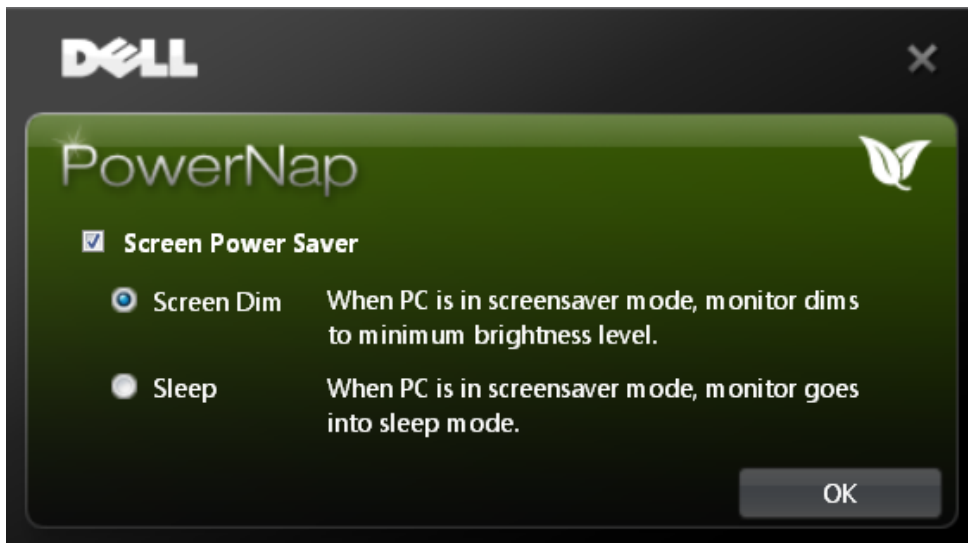 DELL
PowerNap
Screen Power Saver
Screen Dim When PC is in screensaver mode, monitor dims
to minimum brightness level.
Sleep When PC is in screensaver mode, monitor goes
into sleep mode.
OK